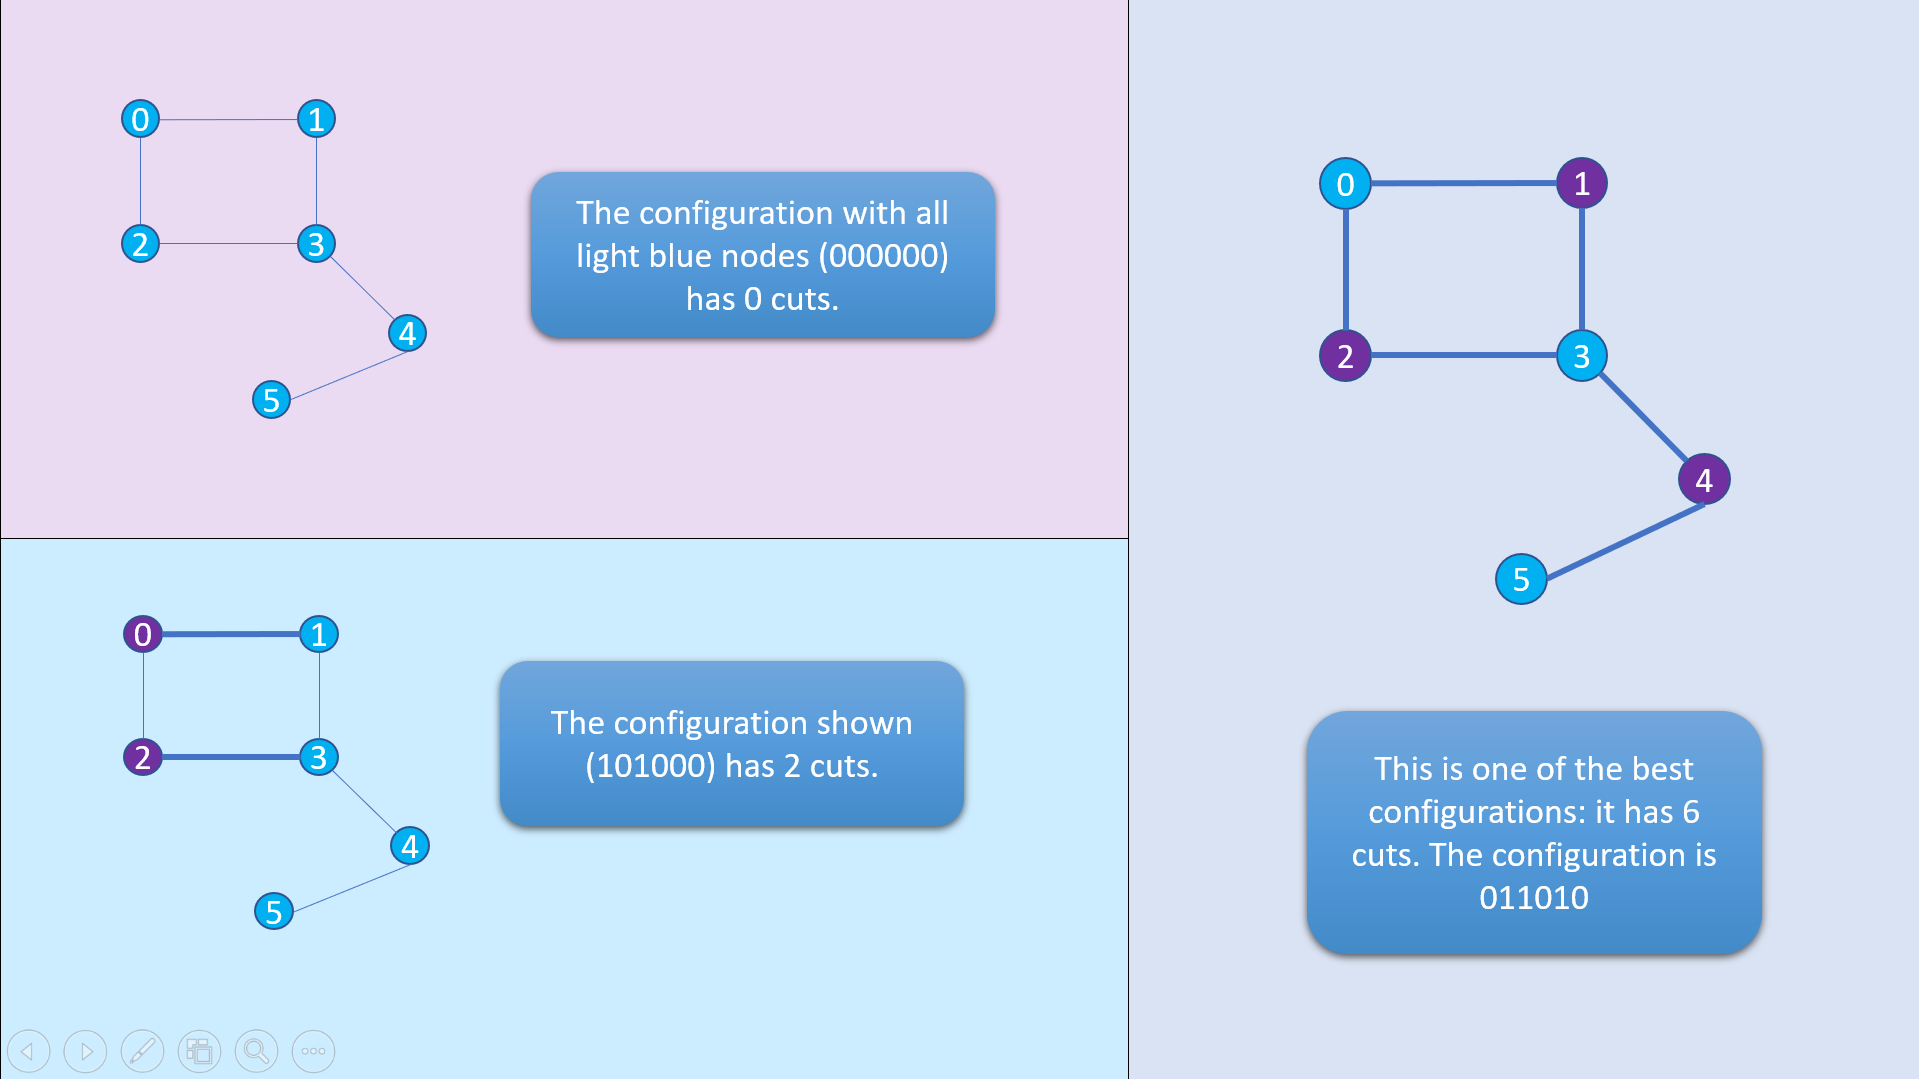 0 1
2 3
4
5
The configuration with all
light blue nodes (000000)
has 0 cuts.
0 1
2 3
4
5
The configuration shown
(101000) has 2 cuts.
0 1
2 3
4
5
This is one of the best
configurations: it has 6
cuts. The configuration is
011010